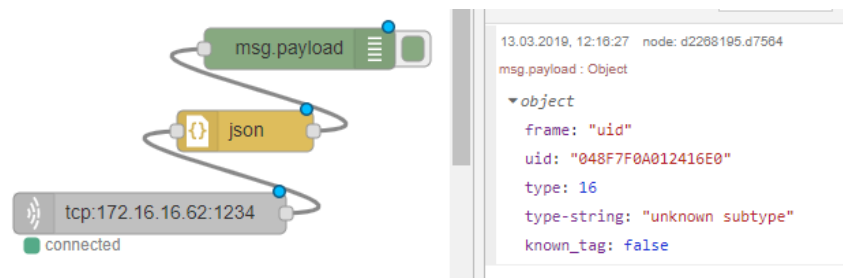 msg.payload
{} json
tcp:172.16.16.62:1234
connected
13.03.2019, 12:16:27 node: d2268195.d7564
msg.payload : Object
object
frame: "uid"
uid: "048F7F0A012416E0"
type: 16
type-string: "unknown subtype"
known_tag: false